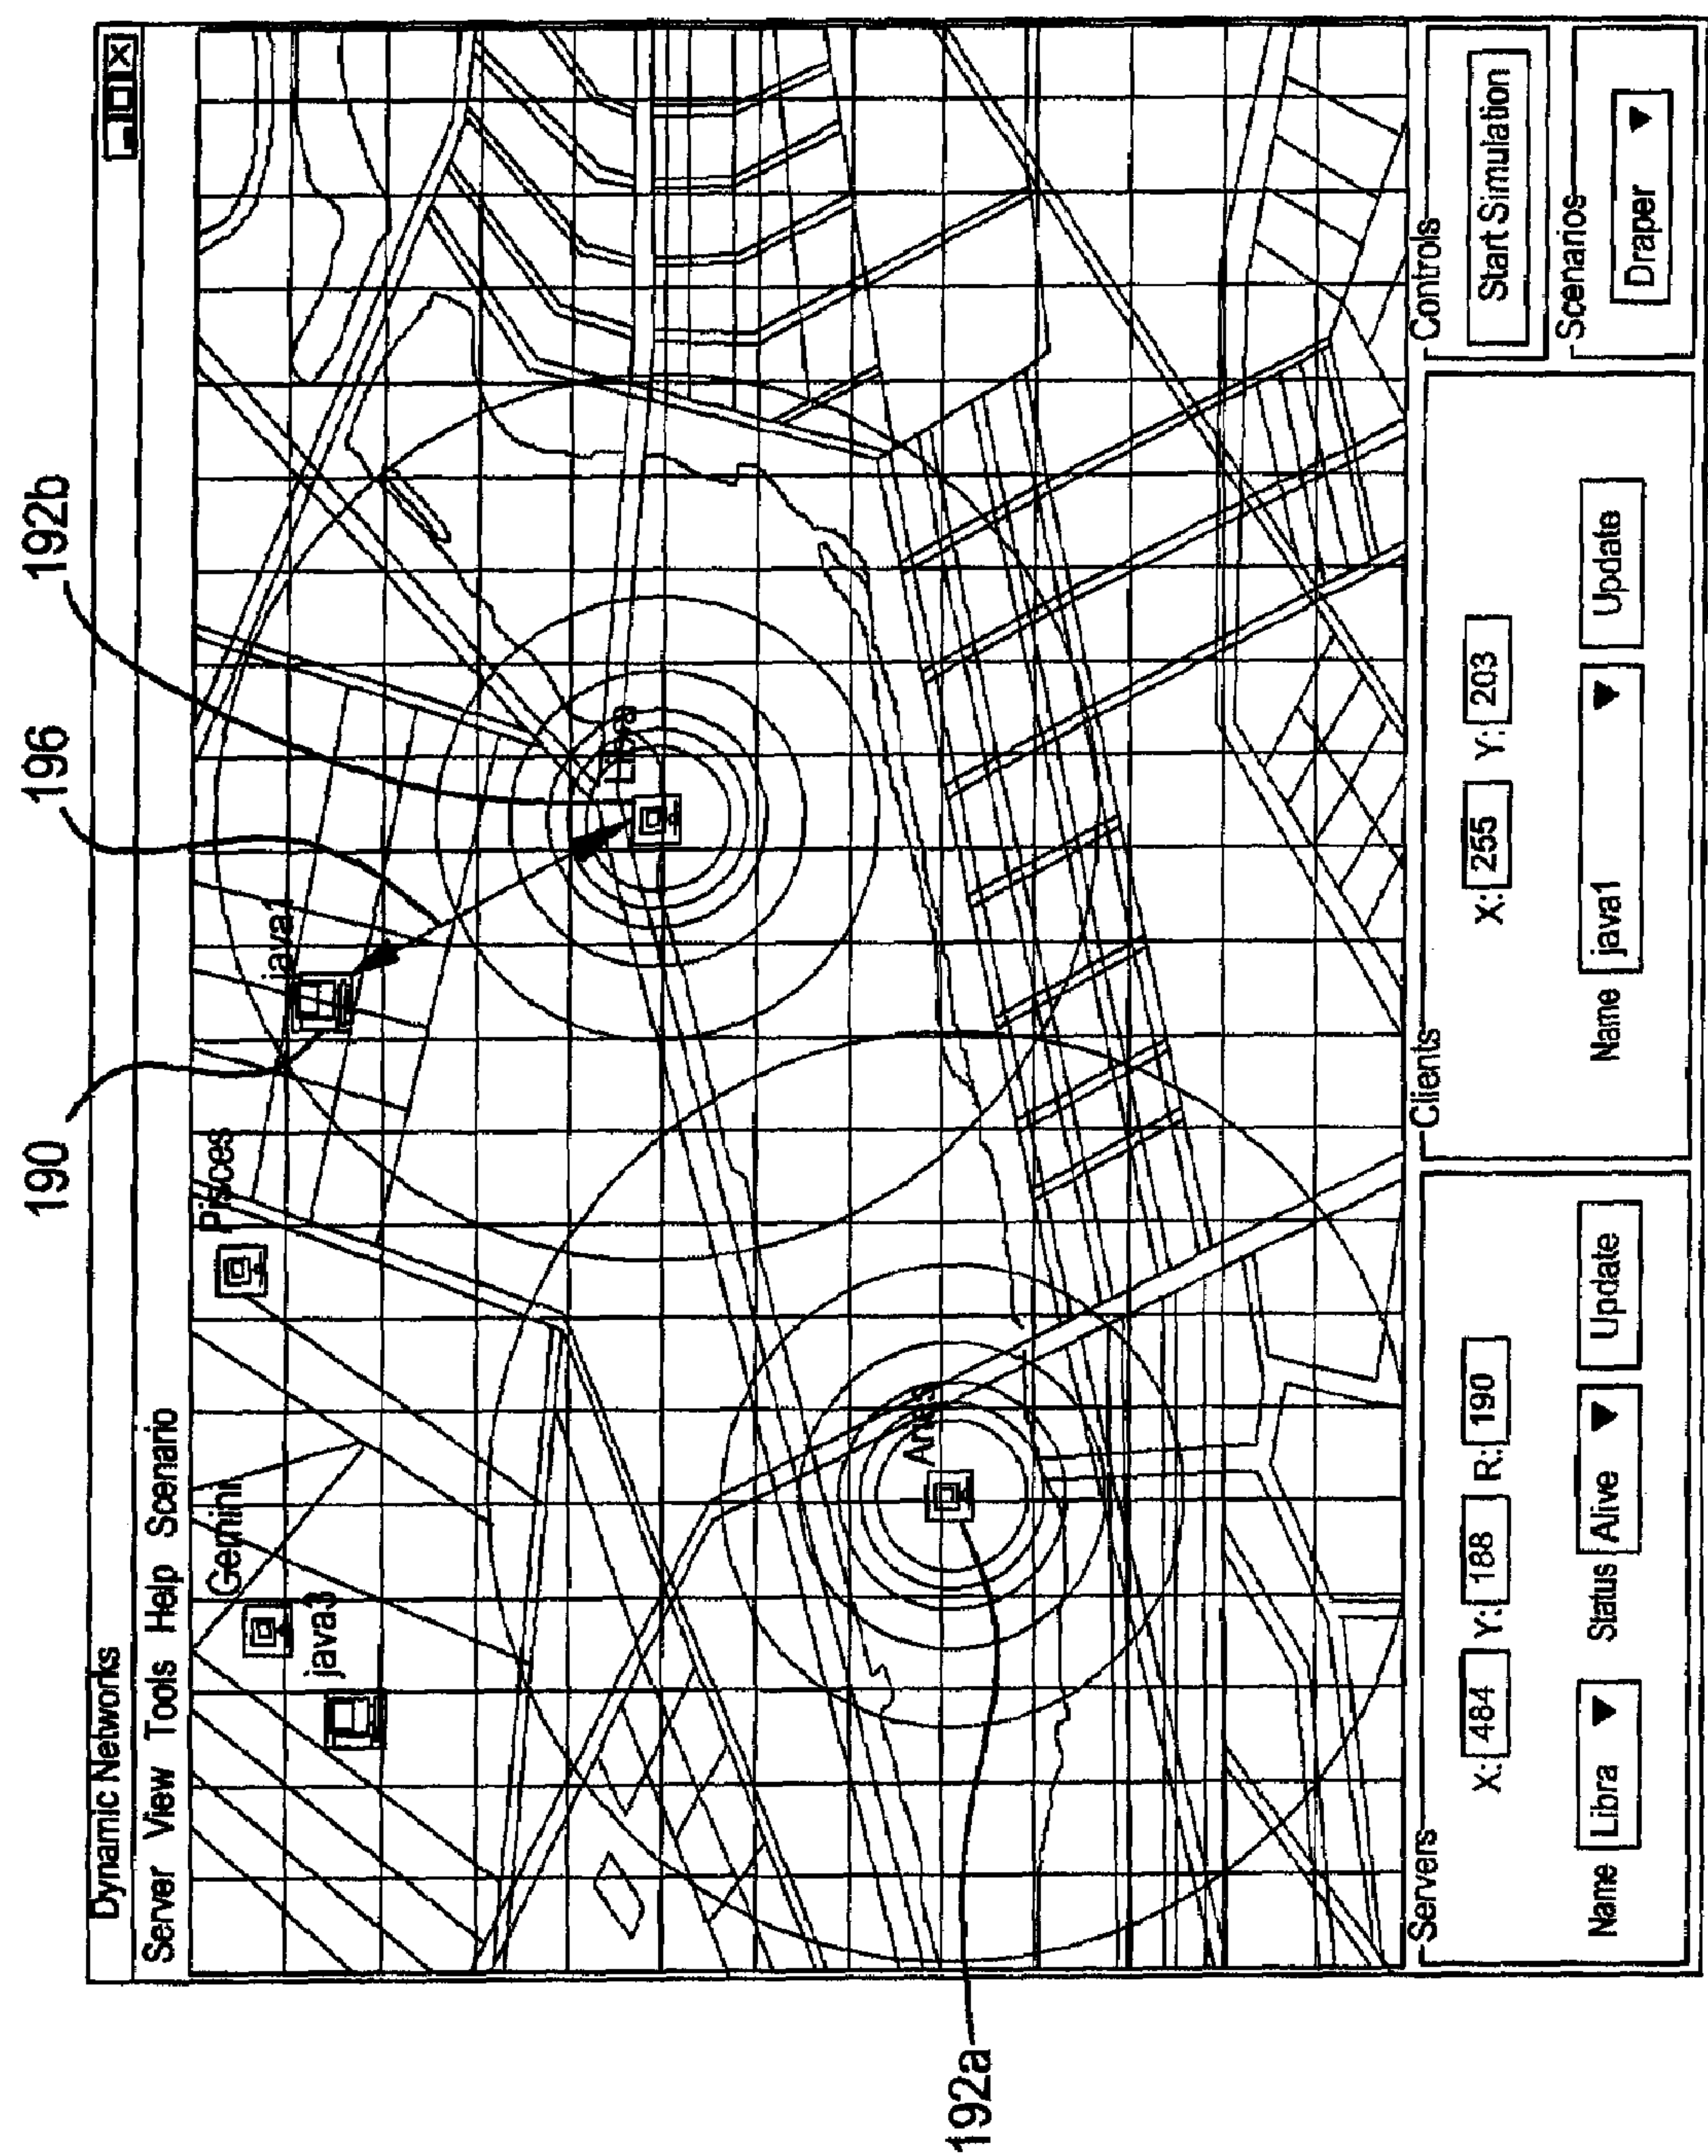 190
196
192b
192a
Dynamic Networks
Server View Tools Help Scenario
Gemini
Pisces
java1
java3
Libra
Aries
Servers
X: 484 Y: 188 R: 190
Name Libra Status Alive Update
Clients
X: 255 Y: 203
Name java1 Update
Controls
Start Simulation
Scenarios
Draper